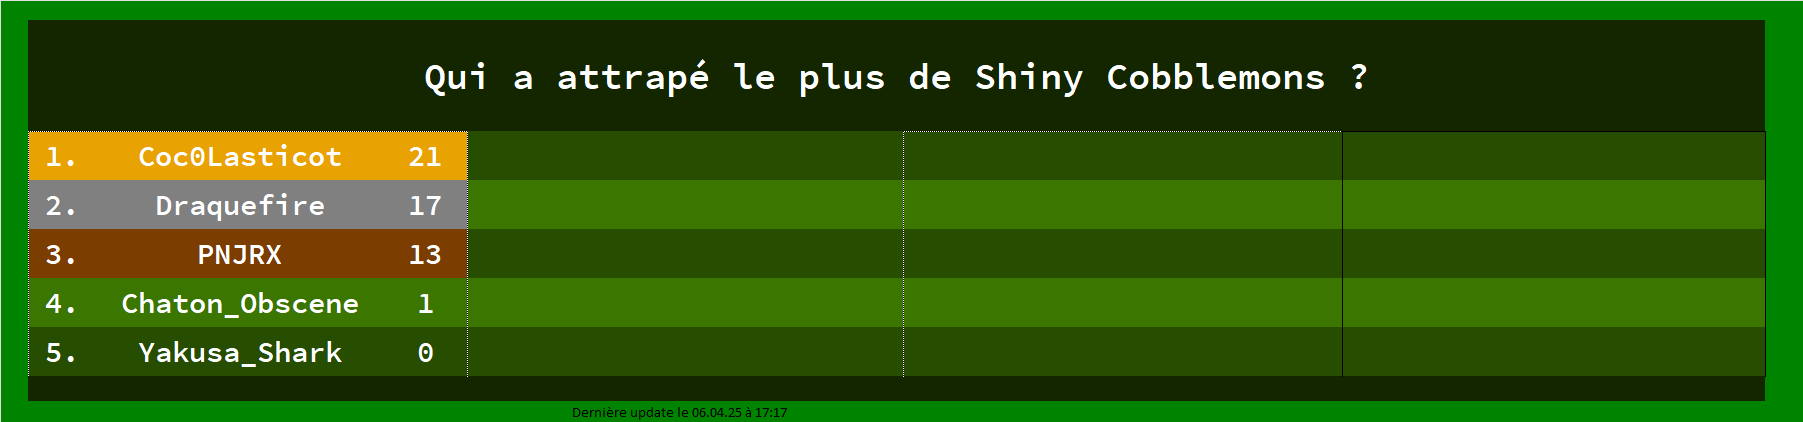 Qui a attrapé le plus de Shiny Cobblemons ?
1. Coc0Lasticot 21
2. Draquefire 17
3. PNJRX 13
4. Chaton_Obscene 1
5. Yakusa_Shark 0
Dernière update le 06.04.25 à 17:17